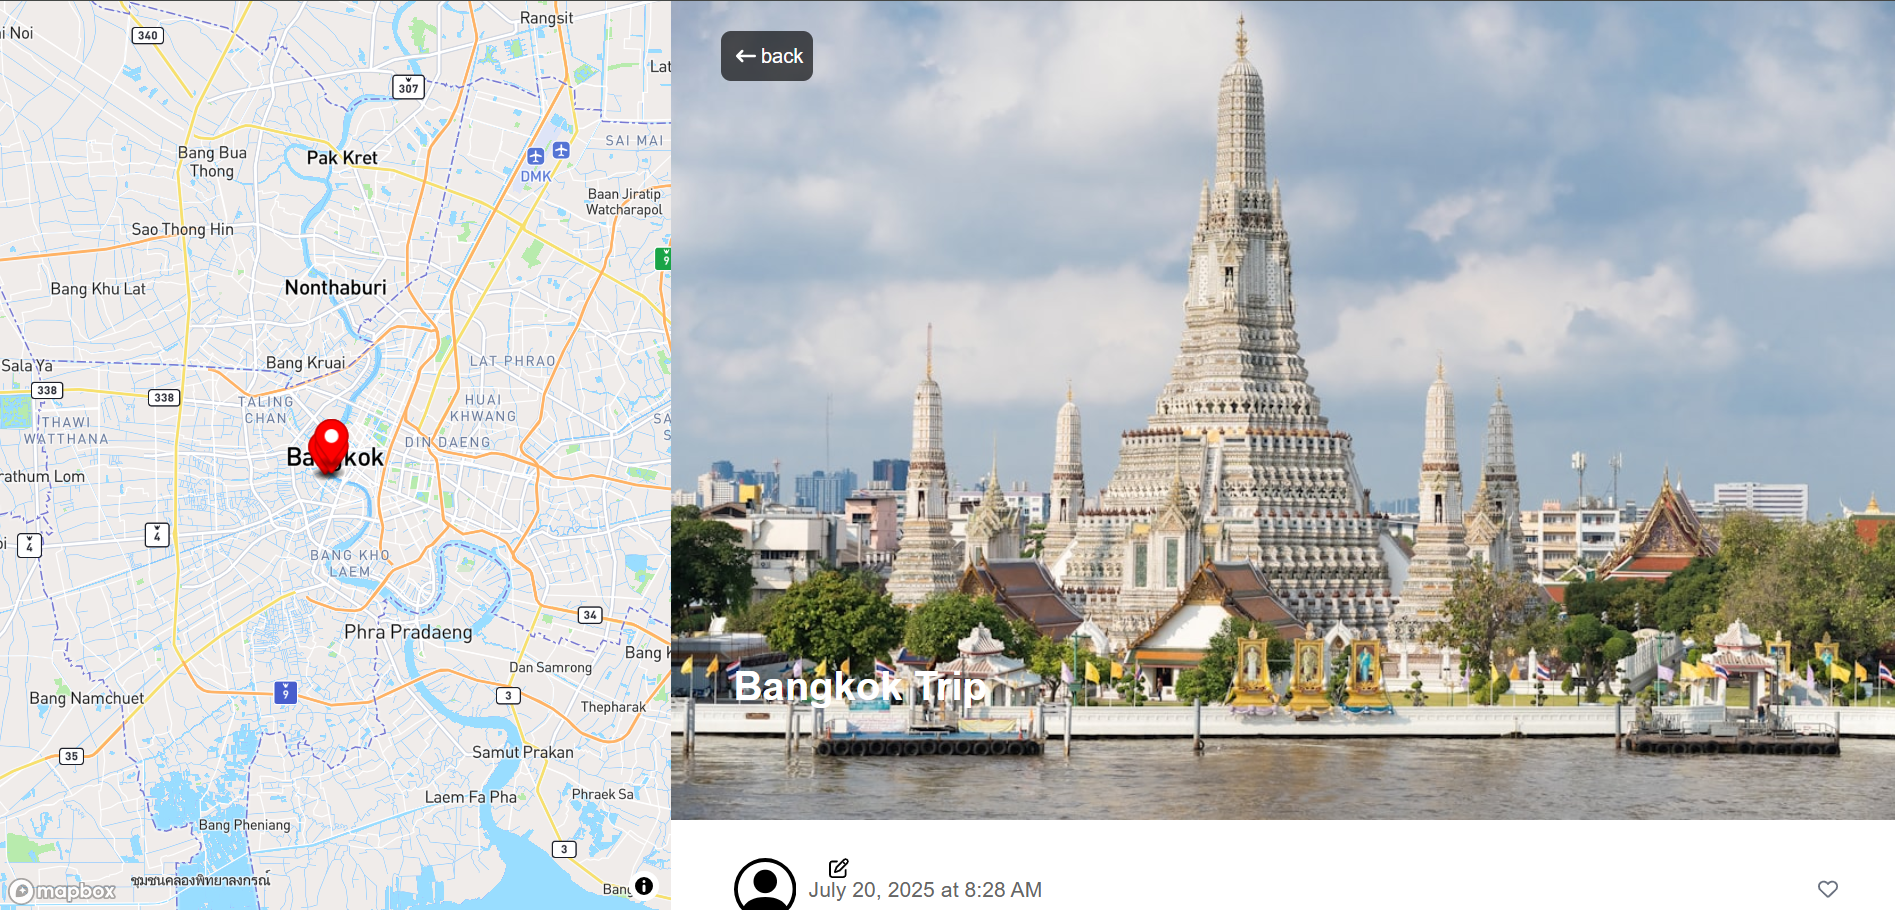 Rangsit
i Noi
340
Lat
307
SAI MAI
Bang Bua
Thong
Pak Kret
DMK
Baan Jiratip
Watcharapol
Sao Thong Hin
9
Bang Khu Lat
Nonthaburi
Sala Ya
Bang Kruai
LAT PHRAO
338
338
TALING
CHAN
HUAI
KHWANG
THAWI
WATTHANA
SA
S
DIN DAENG
Bangkok
rathum Lom
4
4
BANG KHO
LAEM
34
Phra Pradaeng
Bang
Dan Samrong
9
3
Bang Namchuet
Thepharak
35
Samut Prakan
Laem Fa Pha
Phraek Sa
Bang Pheniang
3
ชุมชนคลองพิทยาลงกรณ์
mapbox
Bang
back
Bangkok Trip
July 20, 2025 at 8:28 AM